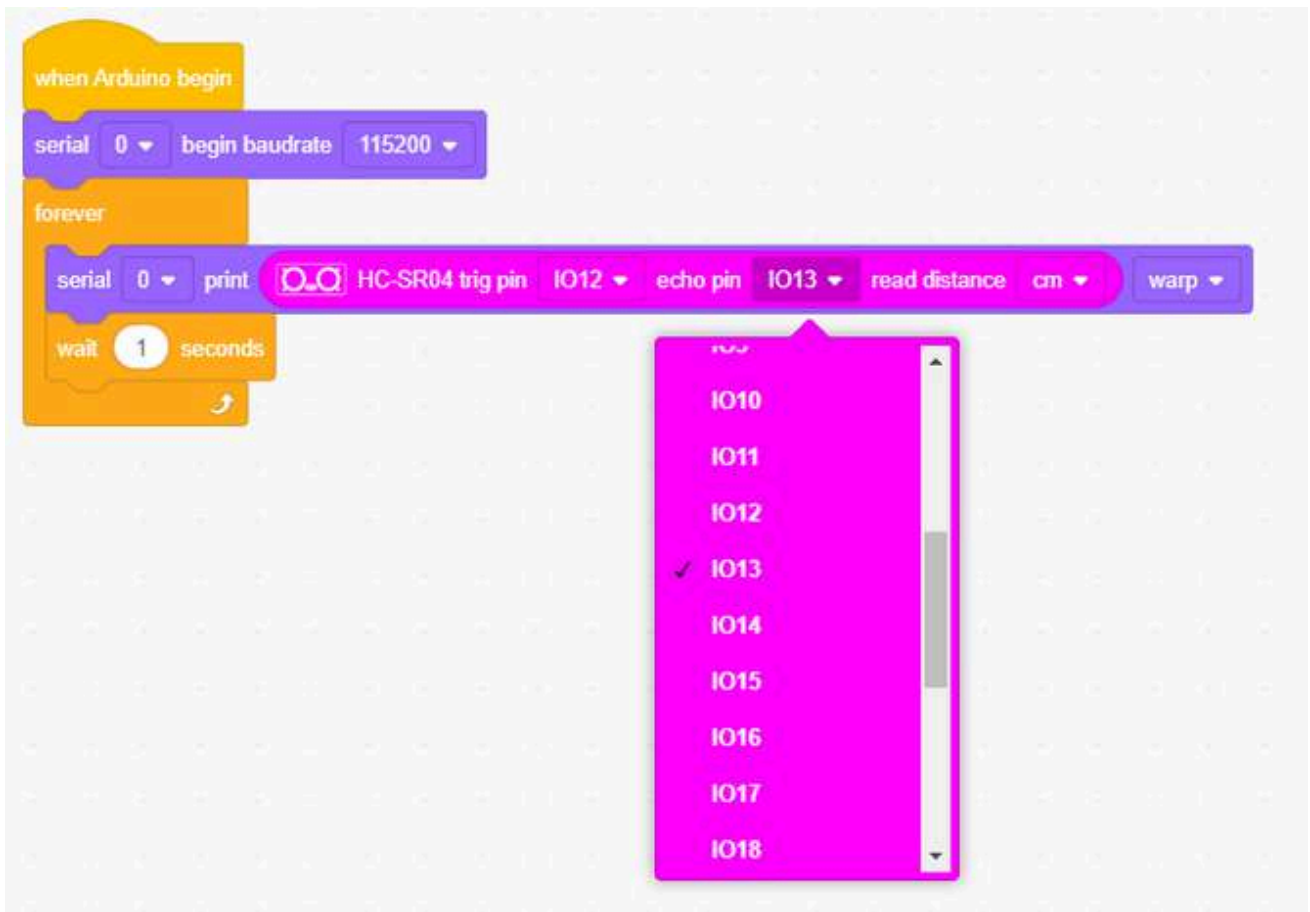 when Arduino begin
serial 0 begin baudrate 115200
forever
serial 0 print HC-SR04 trig pin IO12 echo pin IO13 read distance cm warp
wait 1 seconds
IO10
IO11
IO12
IO13
IO14
IO15
IO16
IO17
IO18